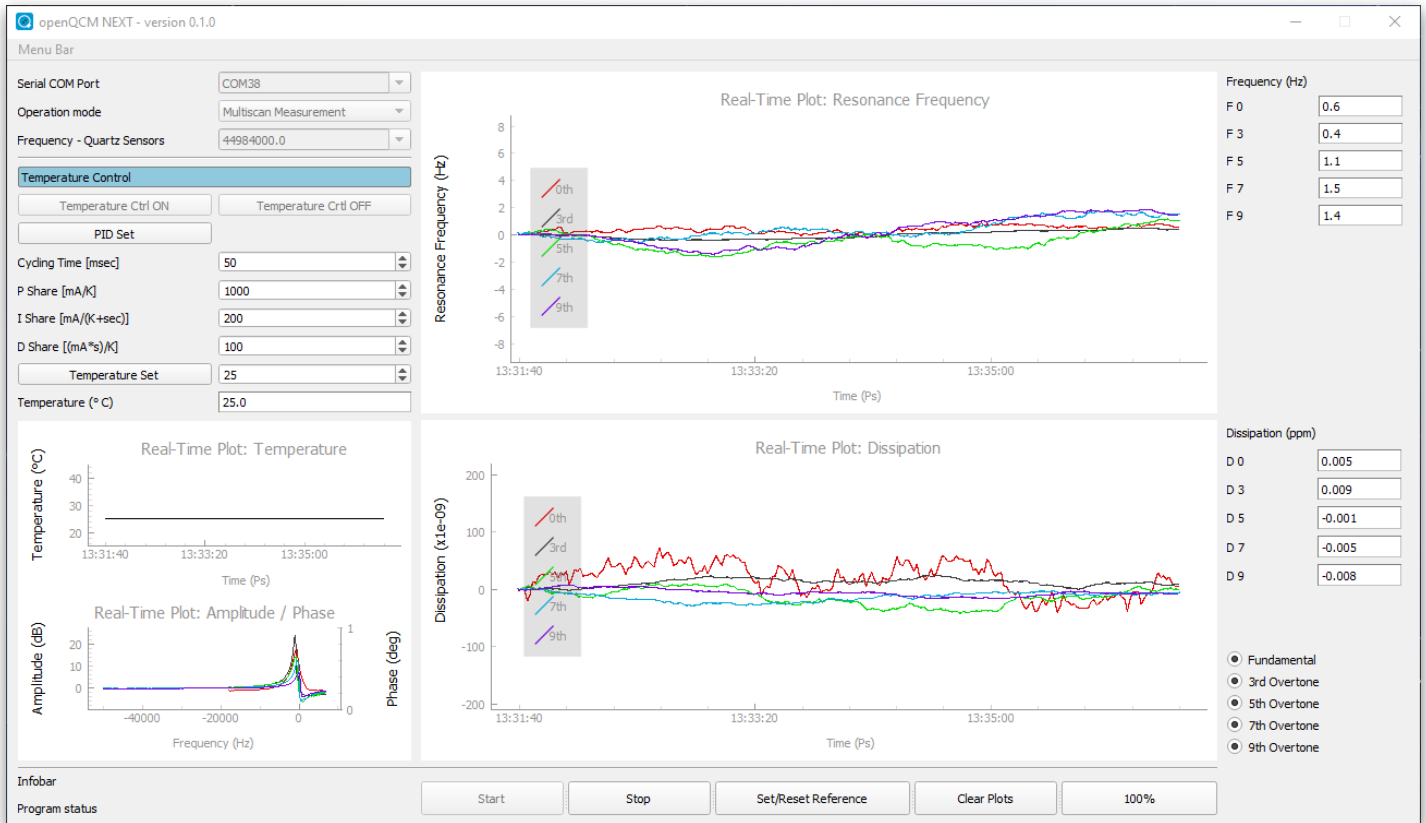 openQCM NEXT - version 0.1.0
Menu Bar
Serial COM Port COM38
Operation mode Multiscan Measurement
Frequency - Quartz Sensors 44984000.0
Temperature Control
Temperature Ctrl ON Temperature Crtl OFF
PID Set
Cycling Time [msec] 50
P Share [mA/K] 1000
I Share [mA/(K+sec)] 200
D Share [(mA*s)/K] 100
Temperature Set 25
Temperature (° C) 25.0
Real-Time Plot: Temperature
Temperature (°C)
40
30
20
13:31:40 13:33:20 13:35:00
Time (Ps)
Real-Time Plot: Amplitude / Phase
Amplitude (dB)
20
10
0
1
0
Phase (deg)
-40000 -20000 0
Frequency (Hz)
Real-Time Plot: Resonance Frequency
Resonance Frequency (Hz)
8
6
4
2
0
-2
-4
-6
-8
0th
3rd
5th
7th
9th
13:31:40 13:33:20 13:35:00
Time (Ps)
Real-Time Plot: Dissipation
Dissipation (x1e-09)
200
100
0
-100
-200
0th
3rd
5th
7th
9th
13:31:40 13:33:20 13:35:00
Time (Ps)
Frequency (Hz)
F 0 0.6
F 3 0.4
F 5 1.1
F 7 1.5
F 9 1.4
Dissipation (ppm)
D 0 0.005
D 3 0.009
D 5 -0.001
D 7 -0.005
D 9 -0.008
Fundamental
3rd Overtone
5th Overtone
7th Overtone
9th Overtone
Infobar
Program status
Start Stop Set/Reset Reference Clear Plots 100%